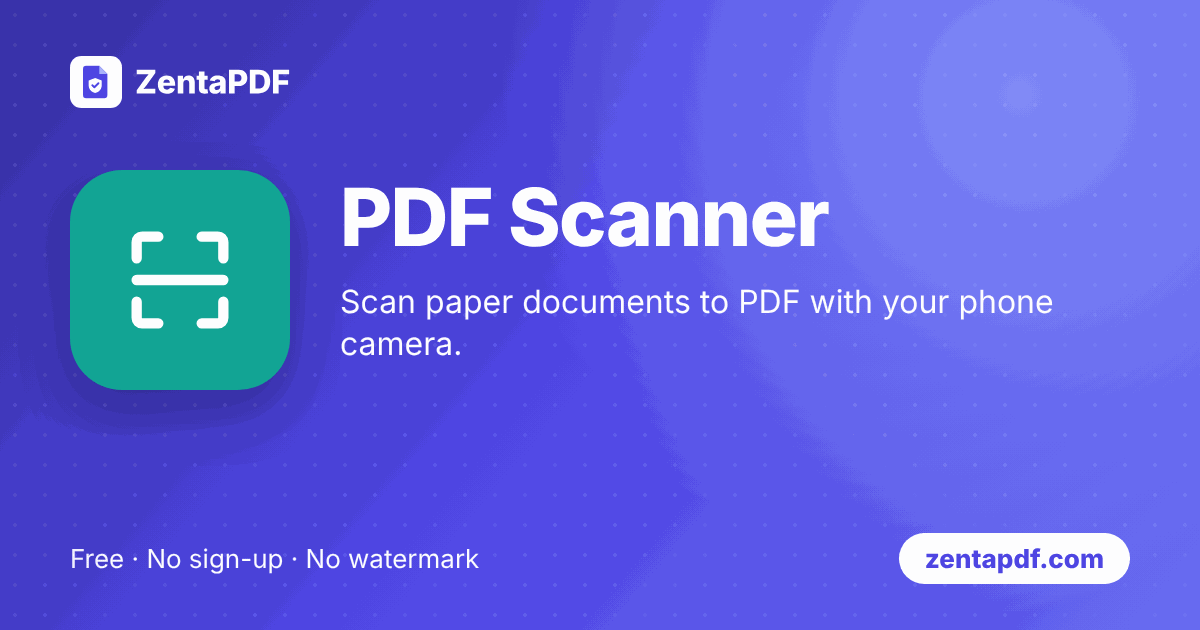 ZentaPDF
PDF Scanner
Scan paper documents to PDF with your phone
camera.
Free · No sign-up · No watermark
zentapdf.com